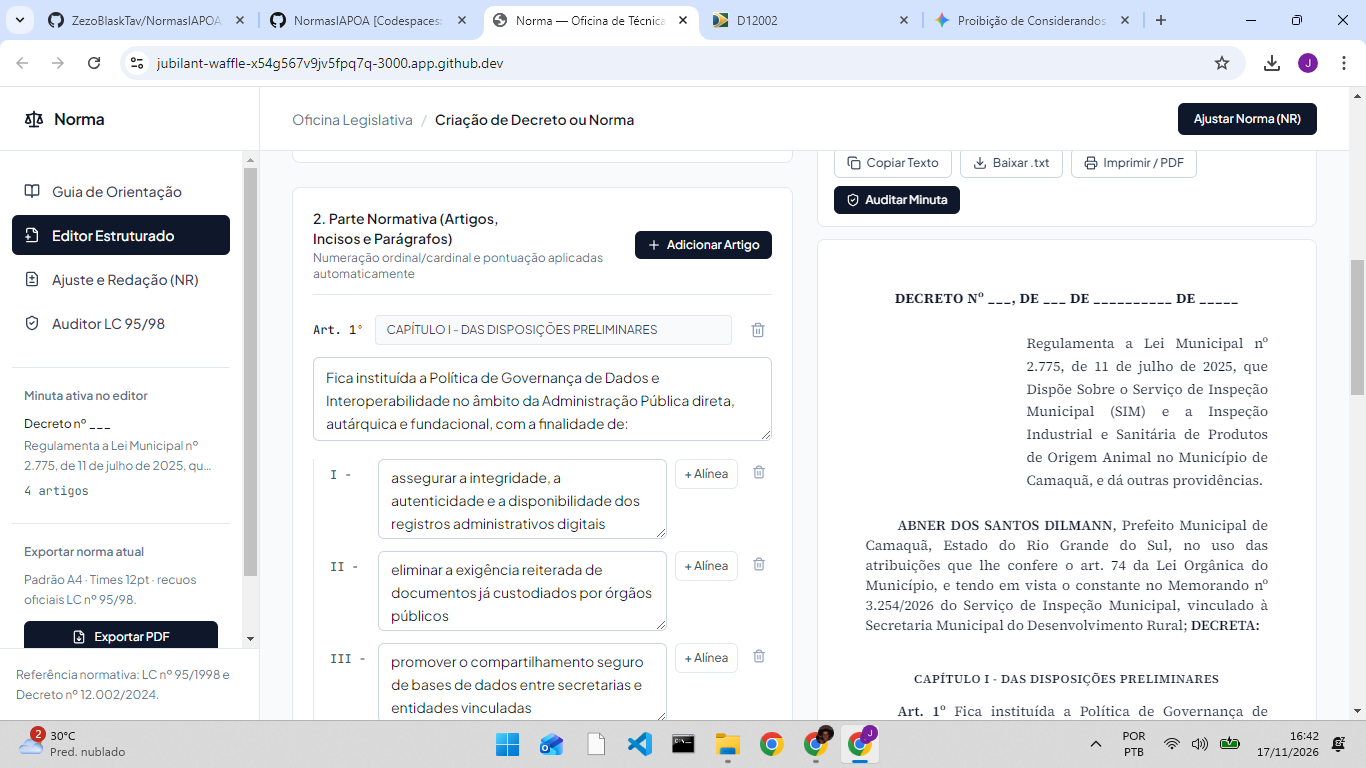 ZezoBlaskTav/NormasIAPOA
NormasIAPOA [Codespaces:
Norma — Oficina de Técnica
D12002
Proibição de Considerandos
jubilant-waffle-x54g567v9jv5fpq7q-3000.app.github.dev
J
Norma
Oficina Legislativa / Criação de Decreto ou Norma
Ajustar Norma (NR)
Guia de Orientação
Editor Estruturado
Ajuste e Redação (NR)
Auditor LC 95/98
Minuta ativa no editor
Decreto nº ___
Regulamenta a Lei Municipal nº
2.775, de 11 de julho de 2025, qu...
4 artigos
Exportar norma atual
Padrão A4 · Times 12pt · recuos
oficiais LC nº 95/98.
Exportar PDF
Referência normativa: LC nº 95/1998 e
Decreto nº 12.002/2024.
2. Parte Normativa (Artigos,
Incisos e Parágrafos)
Numeração ordinal/cardinal e pontuação aplicadas
automaticamente
+ Adicionar Artigo
Art. 1º CAPÍTULO I - DAS DISPOSIÇÕES PRELIMINARES
Fica instituída a Política de Governança de Dados e
Interoperabilidade no âmbito da Administração Pública direta,
autárquica e fundacional, com a finalidade de:
I -
assegurar a integridade, a
autenticidade e a disponibilidade dos
registros administrativos digitais
+ Alínea
II -
eliminar a exigência reiterada de
documentos já custodiados por órgãos
públicos
+ Alínea
III -
promover o compartilhamento seguro
de bases de dados entre secretarias e
entidades vinculadas
+ Alínea
Copiar Texto
Baixar .txt
Imprimir / PDF
Auditar Minuta
DECRETO Nº ___, DE ___ DE __________ DE _____
Regulamenta a Lei Municipal nº
2.775, de 11 de julho de 2025, que
Dispõe Sobre o Serviço de Inspeção
Municipal (SIM) e a Inspeção
Industrial e Sanitária de Produtos
de Origem Animal no Município de
Camaquã, e dá outras providências.
ABNER DOS SANTOS DILMANN, Prefeito Municipal de
Camaquã, Estado do Rio Grande do Sul, no uso das
atribuições que lhe confere o art. 74 da Lei Orgânica do
Município, e tendo em vista o constante no Memorando nº
3.254/2026 do Serviço de Inspeção Municipal, vinculado à
Secretaria Municipal do Desenvolvimento Rural; DECRETA:
CAPÍTULO I - DAS DISPOSIÇÕES PRELIMINARES
Art. 1º Fica instituída a Política de Governança de
2
30°C
Pred. nublado
J
POR
PTB
16:42
17/11/2026